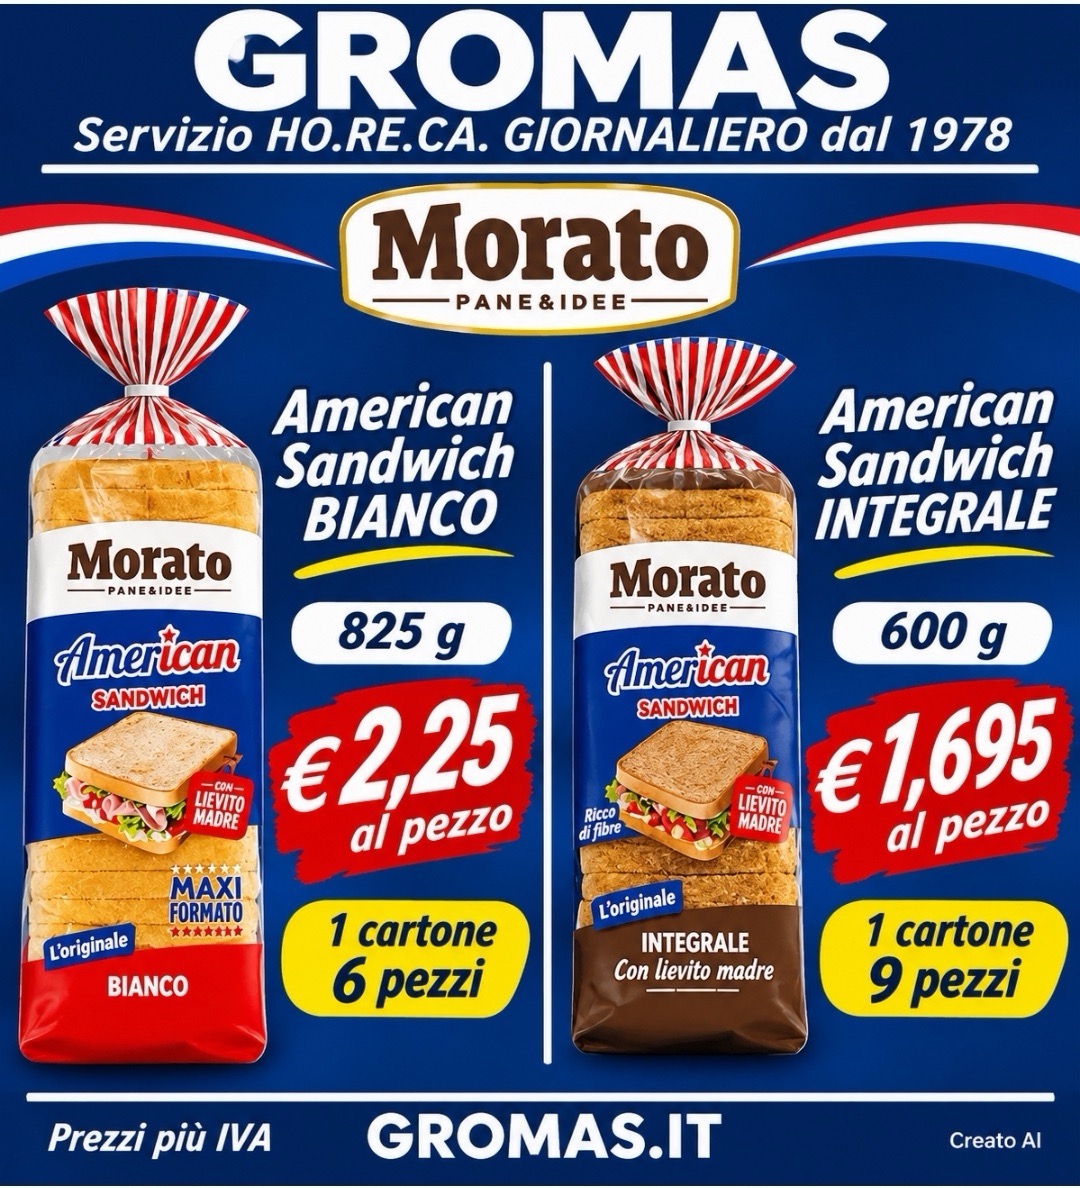 GROMAS
Servizio HO.RE.CA. GIORNALIERO dal 1978
Morato
PANE&IDEE
American
Sandwich
BIANCO
825 g
€2,25
al pezzo
1 cartone
6 pezzi
Morato
PANE&IDEE
American
SANDWICH
CON
LIEVITO
MADRE
MAXI
FORMATO
L'originale
BIANCO
American
Sandwich
INTEGRALE
600 g
€1,695
al pezzo
1 cartone
9 pezzi
Morato
PANE&IDEE
American
SANDWICH
CON
LIEVITO
MADRE
Ricco
di fibre
L'originale
INTEGRALE
Con lievito madre
Prezzi più IVA
GROMAS.IT
Creato AI